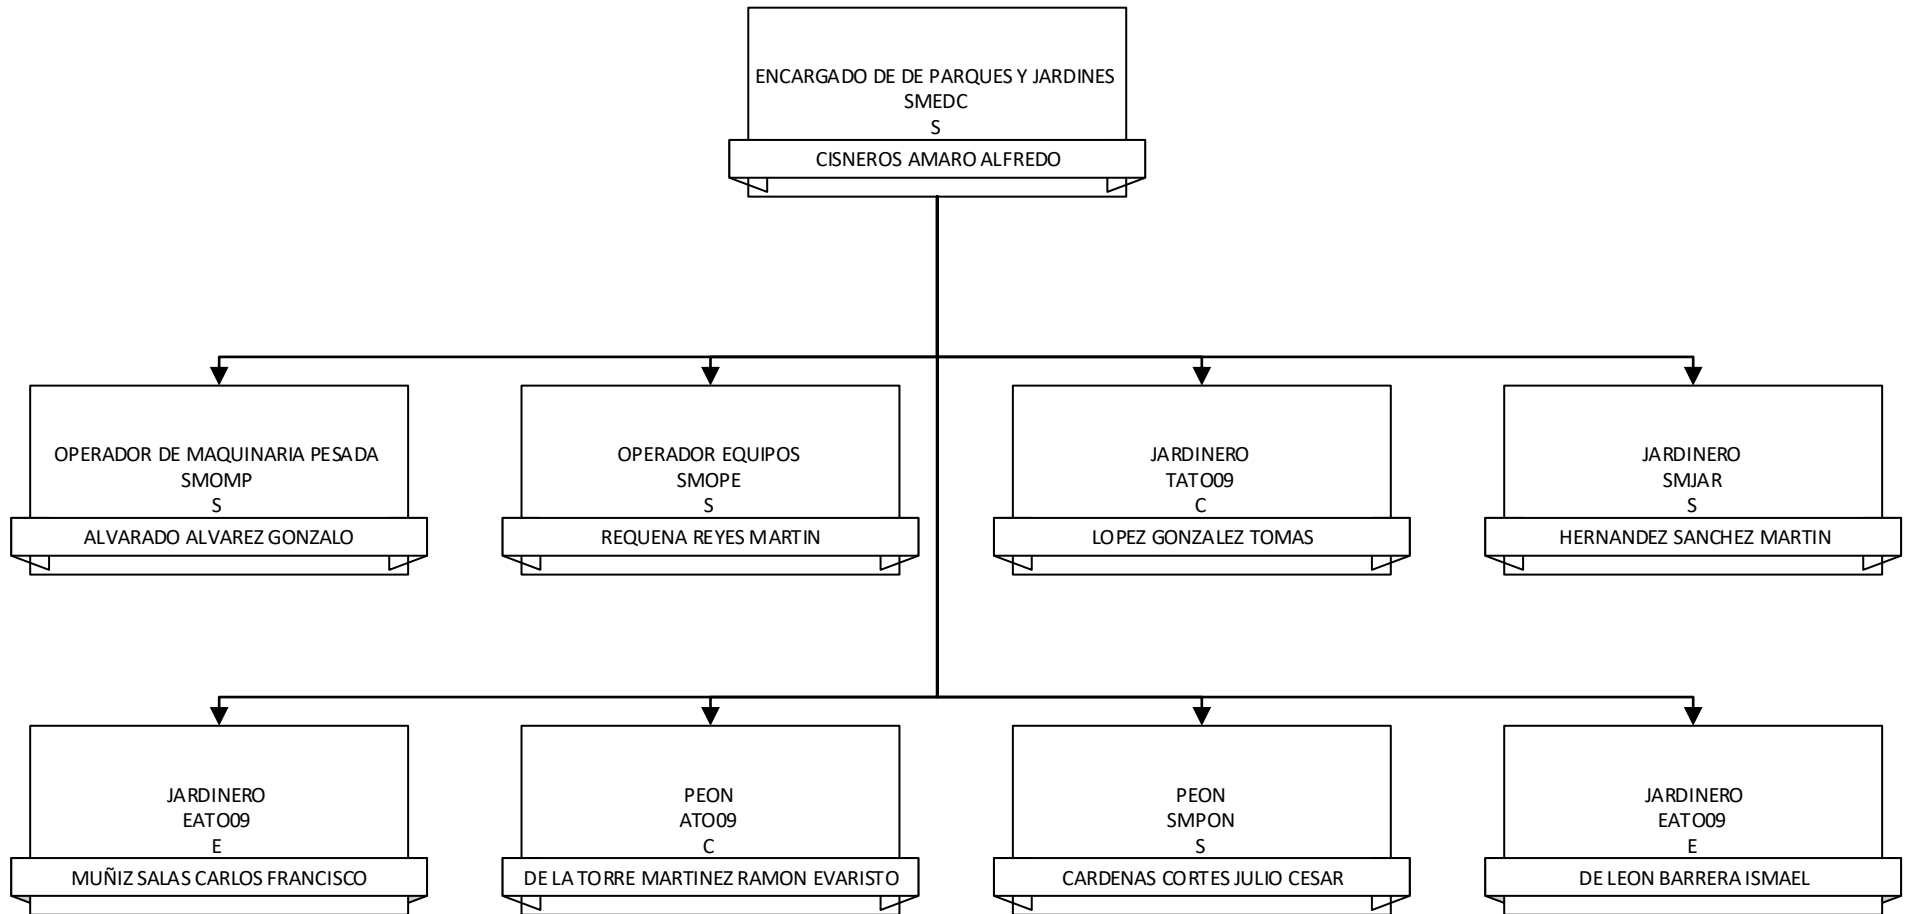 ENCARGADO DE DE PARQUES Y JARDINES
SMEDC
S
CISNEROS AMARO ALFREDO
OPERADOR DE MAQUINARIA PESADA
SMOMP
S
ALVARADO ALVAREZ GONZALO
OPERADOR EQUIPOS
SMOPE
S
REQUENA REYES MARTIN
JARDINERO
TATO09
C
LOPEZ GONZALEZ TOMAS
JARDINERO
SMJAR
S
HERNANDEZ SANCHEZ MARTIN
JARDINERO
EATO09
E
MUÑIZ SALAS CARLOS FRANCISCO
PEON
ATO09
C
DE LA TORRE MARTINEZ RAMON EVARISTO
PEON
SMPON
S
CARDENAS CORTES JULIO CESAR
JARDINERO
EATO09
E
DE LEON BARRERA ISMAEL